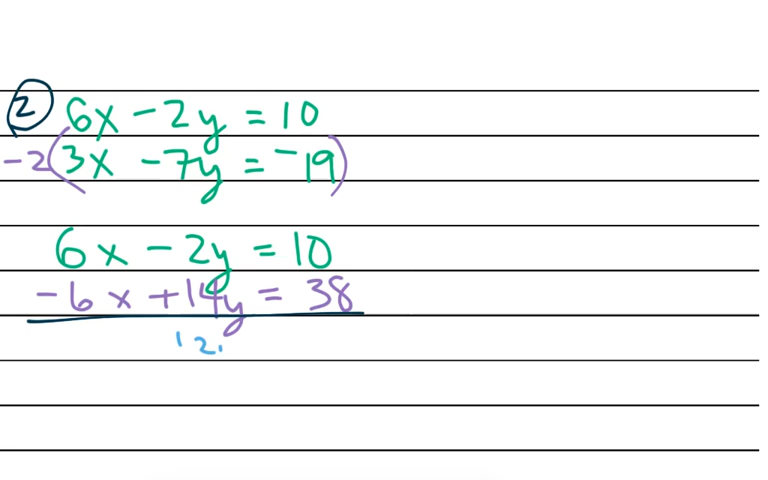 ② 6x - 2y = 10
-2(3x - 7y = -19)
6x - 2y = 10
-6x + 14y = 38
12